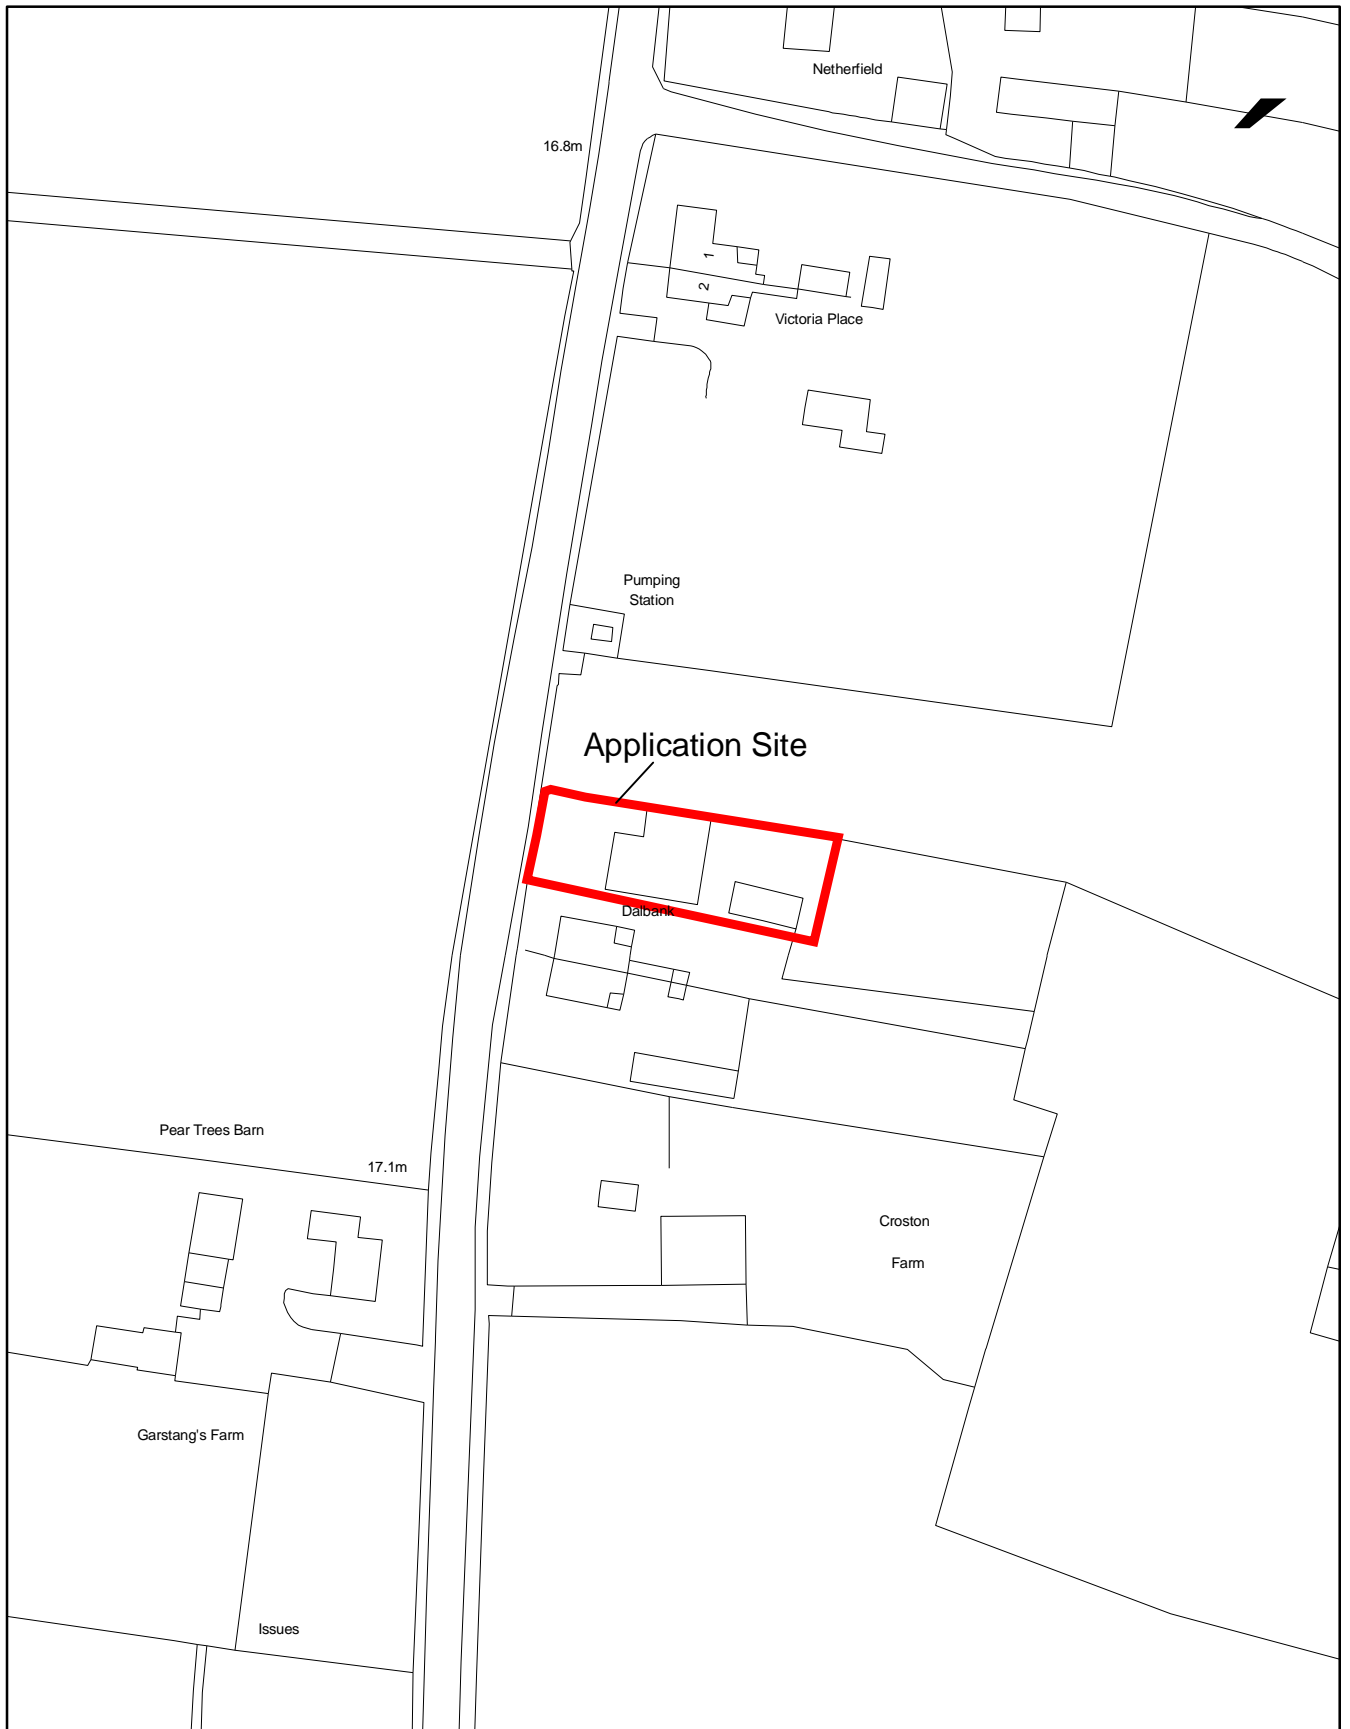 Netherfield
16.8m
1
2
Victoria Place
Pumping
Station
Application Site
Dalbank
Pear Trees Barn
17.1m
Croston
Farm
Garstang's Farm
Issues